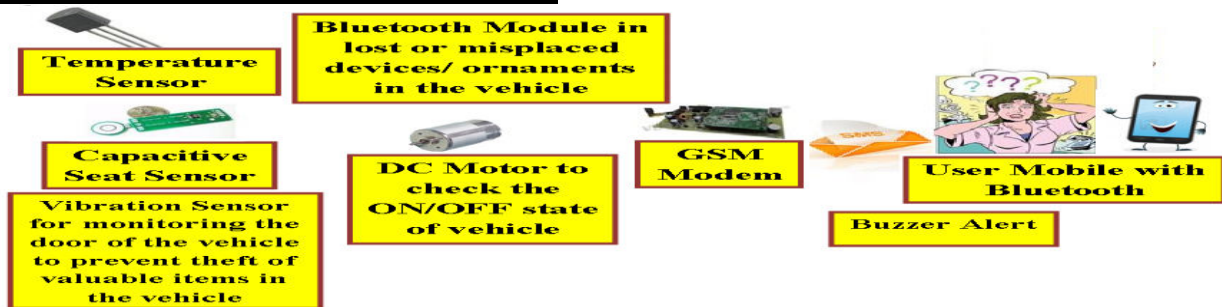 Temperature
Sensor
Bluetooth Module in
lost or misplaced
devices/ ornaments
in the vehicle
Capacitive
Seat Sensor
DC Motor to
check the
ON/OFF state
of vehicle
GSM
Modem
SMS
????
User Mobile with
Bluetooth
Buzzer Alert
Vibration Sensor
for monitoring the
door of the vehicle
to prevent theft of
valuable items in
the vehicle